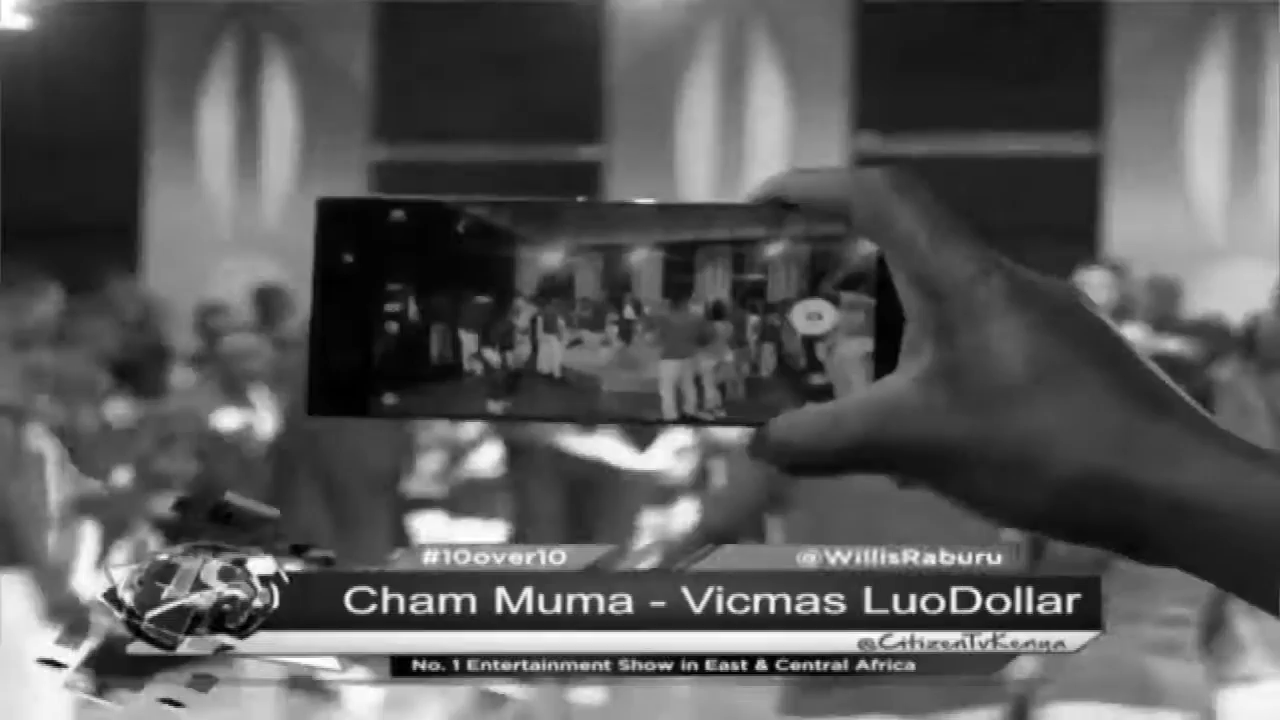 #10over10 @WillisRaburu
Cham Muma - Vicmas LuoDollar
@CitizenTvKenya
No. 1 Entertainment Show in East & Central Africa